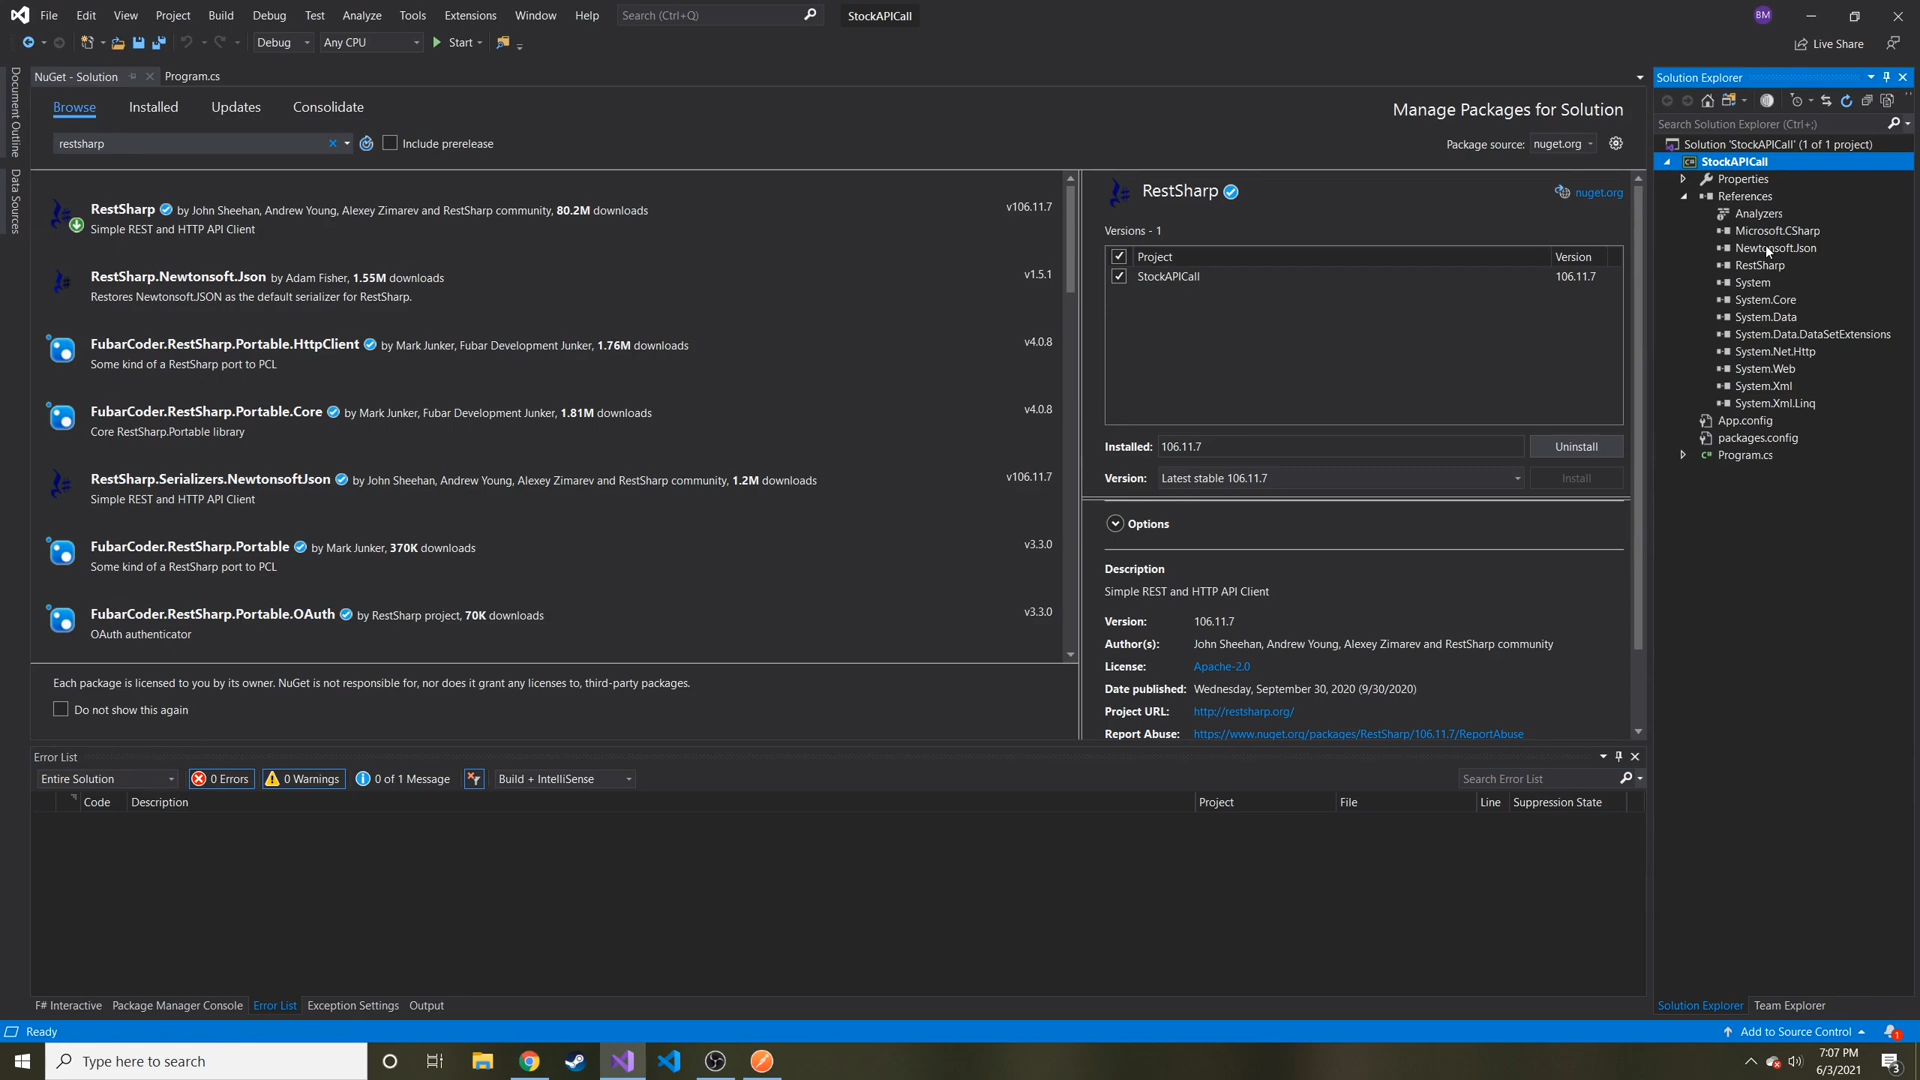 File Edit View Project Build Debug Test Analyze Tools Extensions Window Help Search (Ctrl+Q) StockAPICall BM
Debug Any CPU Start Live Share
Document Outline
Data Sources
NuGet - Solution Program.cs
Browse Installed Updates Consolidate
Manage Packages for Solution
restsharp Include prerelease
Package source: nuget.org
RestSharp by John Sheehan, Andrew Young, Alexey Zimarev and RestSharp community, 80.2M downloads v106.11.7
Simple REST and HTTP API Client
RestSharp.Newtonsoft.Json by Adam Fisher, 1.55M downloads v1.5.1
Restores NewtonsoftJSON as the default serializer for RestSharp.
FubarCoder.RestSharp.Portable.HttpClient by Mark Junker, Fubar Development Junker, 1.76M downloads v4.0.8
Some kind of a RestSharp port to PCL
FubarCoder.RestSharp.Portable.Core by Mark Junker, Fubar Development Junker, 1.81M downloads v4.0.8
Core RestSharp.Portable library
RestSharp.Serializers.NewtonsoftJson by John Sheehan, Andrew Young, Alexey Zimarev and RestSharp community, 1.2M downloads v106.11.7
Simple REST and HTTP API Client
FubarCoder.RestSharp.Portable by Mark Junker, 370K downloads v3.3.0
Some kind of a RestSharp port to PCL
FubarCoder.RestSharp.Portable.OAuth by RestSharp project, 70K downloads v3.3.0
OAuth authenticator
Each package is licensed to you by its owner. NuGet is not responsible for, nor does it grant any licenses to, third-party packages.
Do not show this again
RestSharp nuget.org
Versions - 1
Project Version
StockAPICall 106.11.7
Installed: 106.11.7 Uninstall
Version: Latest stable 106.11.7 Install
Options
Description
Simple REST and HTTP API Client
Version: 106.11.7
Author(s): John Sheehan, Andrew Young, Alexey Zimarev and RestSharp community
License: Apache-2.0
Date published: Wednesday, September 30, 2020 (9/30/2020)
Project URL: http://restsharp.org/
Report Abuse: https://www.nuget.org/packages/RestSharp/106.11.7/ReportAbuse
Solution Explorer
Search Solution Explorer (Ctrl+;)
Solution 'StockAPICall' (1 of 1 project)
StockAPICall
Properties
References
Analyzers
Microsoft.CSharp
Newtonsoft.Json
RestSharp
System
System.Core
System.Data
System.Data.DataSetExtensions
System.Net.Http
System.Web
System.Xml
System.Xml.Linq
App.config
packages.config
Program.cs
Error List
Entire Solution 0 Errors 0 Warnings 0 of 1 Message Build + IntelliSense Search Error List
Code Description Project File Line Suppression State
F# Interactive Package Manager Console Error List Exception Settings Output
Solution Explorer Team Explorer
Ready Add to Source Control 1
Type here to search
7:07 PM
6/3/2021
3